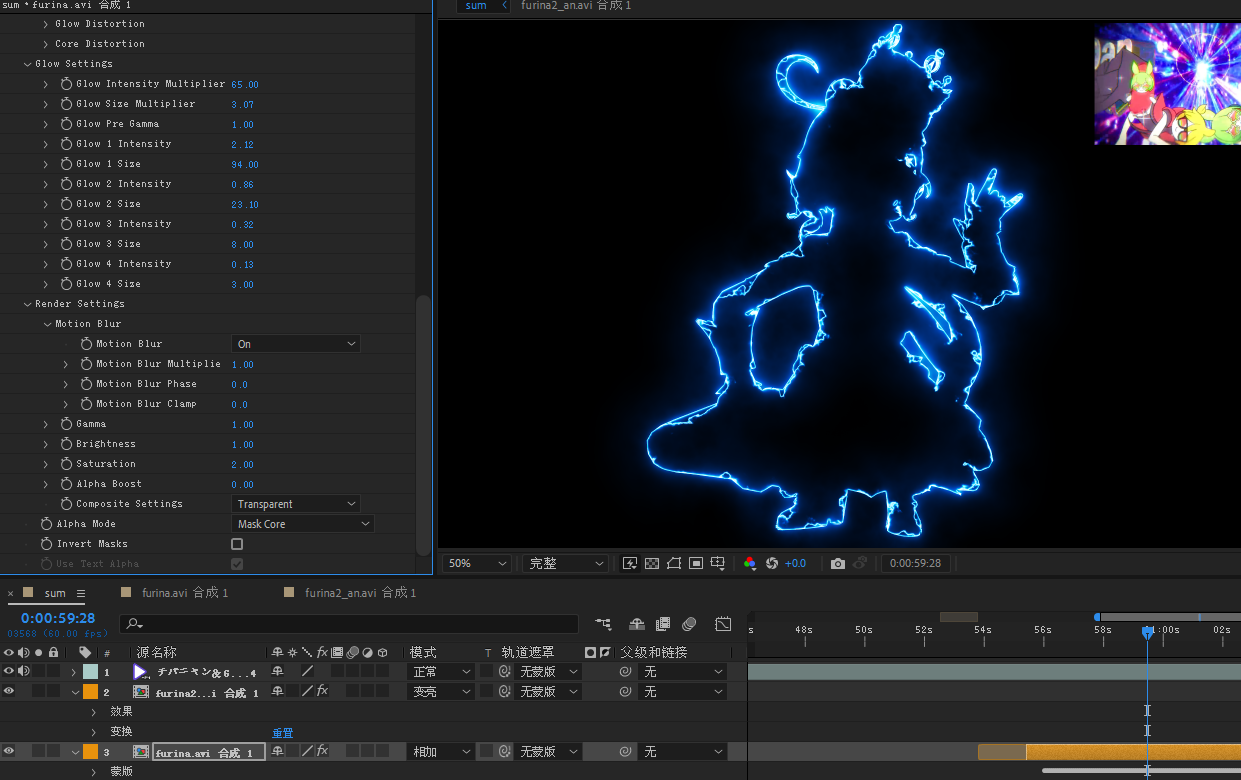 sum * furina.avi 合成 1
sum < furina2_an.avi 合成 1
Glow Distortion
Core Distortion
Glow Settings
Glow Intensity Multiplier 65.00
Glow Size Multiplier 3.07
Glow Pre Gamma 1.00
Glow 1 Intensity 2.12
Glow 1 Size 94.00
Glow 2 Intensity 0.86
Glow 2 Size 23.10
Glow 3 Intensity 0.32
Glow 3 Size 8.00
Glow 4 Intensity 0.13
Glow 4 Size 3.00
Render Settings
Motion Blur
Motion Blur On
Motion Blur Multiplie 1.00
Motion Blur Phase 0.0
Motion Blur Clamp 0.0
Gamma 1.00
Brightness 1.00
Saturation 2.00
Alpha Boost 0.00
Composite Settings Transparent
Alpha Mode Mask Core
Invert Masks
Use Text Alpha
50% 完整 +0.0 0:00:59:28
× sum furina.avi 合成 1 furina2_an.avi 合成 1
0:00:59:28
03568 (60.00 fps)
s 48s 50s 52s 54s 56s 58s 1:00s 02s
# 源名称 fx 模式 T 轨道遮罩 父级和链接
1 チバニャン&G...4 正常 无蒙版 无
2 furina2...i 合成 1 fx 变亮 无蒙版 无
效果
变换 重置
3 furina.avi 合成 1 fx 相加 无蒙版 无
蒙版